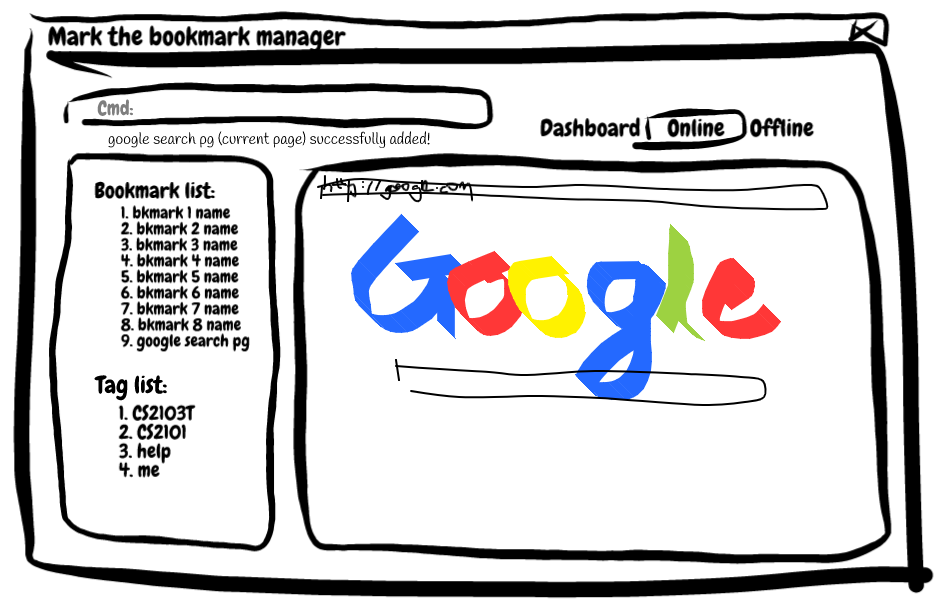 Mark the bookmark manager
Cmd:
google search pg (current page) successfully added!
Dashboard Online Offline
Bookmark list:
1. bkmark 1 name
2. bkmark 2 name
3. bkmark 3 name
4. bkmark 4 name
5. bkmark 5 name
6. bkmark 6 name
7. bkmark 7 name
8. bkmark 8 name
9. google search pg
Tag list:
1. CS2103T
2. CS2101
3. help
4. me
http://google.com
Google